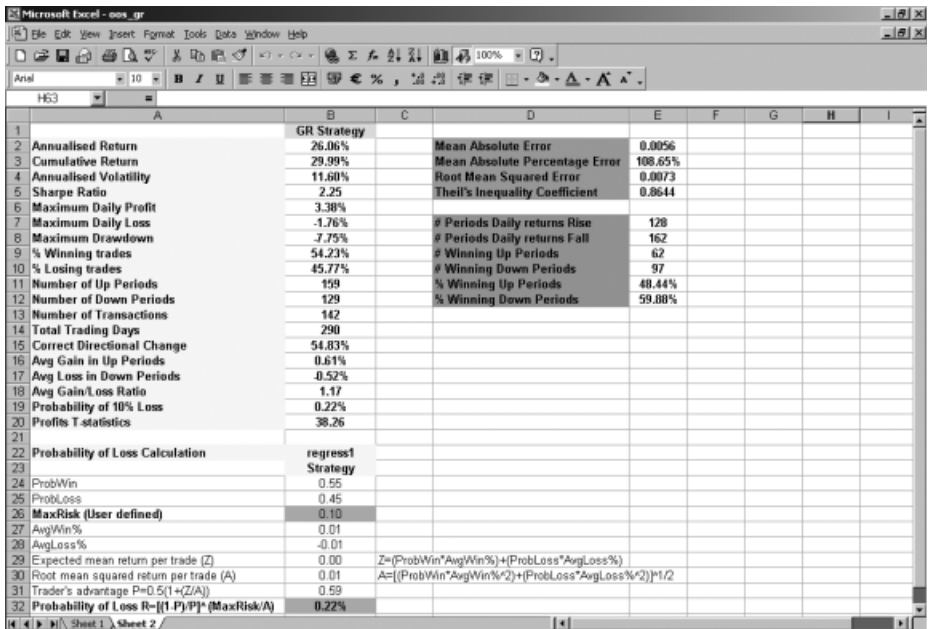 Microsoft Excel - oos_gr
File Edit View Insert Format Tools Data Window Help
100%
Arial 10 B I U € % ,
H63 =
A B C D E F G H I
1 GR Strategy
2 Annualised Return 26.06% Mean Absolute Error 0.0056
3 Cumulative Return 29.99% Mean Absolute Percentage Error 108.65%
4 Annualised Volatility 11.60% Root Mean Squared Error 0.0073
5 Sharpe Ratio 2.25 Theil's Inequality Coefficient 0.8644
6 Maximum Daily Profit 3.38%
7 Maximum Daily Loss -1.76% # Periods Daily returns Rise 128
8 Maximum Drawdown -7.75% # Periods Daily returns Fall 162
9 % Winning trades 54.23% # Winning Up Periods 62
10 % Losing trades 45.77% # Winning Down Periods 97
11 Number of Up Periods 159 % Winning Up Periods 48.44%
12 Number of Down Periods 129 % Winning Down Periods 59.88%
13 Number of Transactions 142
14 Total Trading Days 290
15 Correct Directional Change 54.83%
16 Avg Gain in Up Periods 0.61%
17 Avg Loss in Down Periods -0.52%
18 Avg Gain/Loss Ratio 1.17
19 Probability of 10% Loss 0.22%
20 Profits T-statistics 38.26
21
22 Probability of Loss Calculation regress1
23 Strategy
24 ProbWin 0.55
25 ProbLoss 0.45
26 MaxRisk (User defined) 0.10
27 AvgWin% 0.01
28 AvgLoss% -0.01
29 Expected mean return per trade (Z) 0.00 Z=(ProbWin*AvgWin%)+(ProbLoss*AvgLoss%)
30 Root mean squared return per trade (A) 0.01 A=[(ProbWin*AvgWin%^2)+(ProbLoss*AvgLoss%^2)]^1/2
31 Trader's advantage P=0.5(1+(Z/A)) 0.59
32 Probability of Loss R=[(1-P)/P]^(MaxRisk/A) 0.22%
Sheet 1 Sheet 2